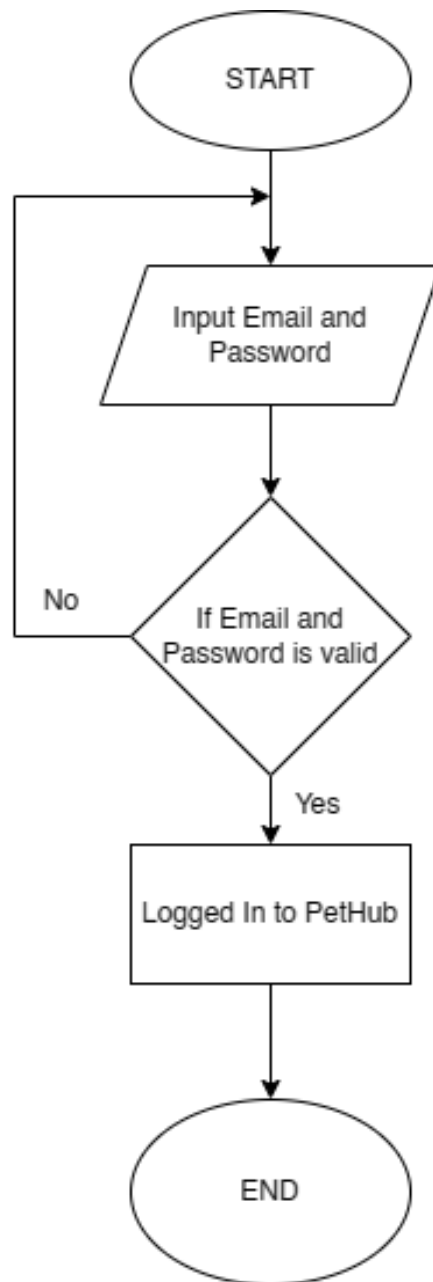 START
Input Email and
Password
If Email and
Password is valid
No
Yes
Logged In to PetHub
END